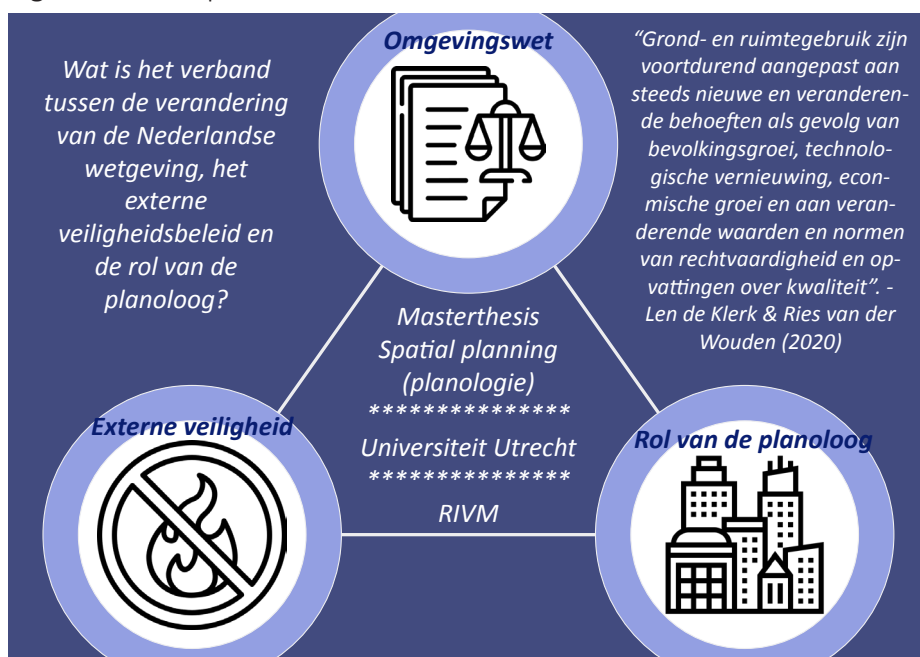 Omgevingswet
Wat is het verband
tussen de verandering
van de Nederlandse
wetgeving, het
externe
veiligheidsbeleid en
de rol van de
planoloog?
“Grond- en ruimtegebruik zijn
voortdurend aangepast aan
steeds nieuwe en veranderen-
de behoeften als gevolg van
bevolkingsgroei, technolo-
gische vernieuwing, econ-
mische groei en aan veran-
derende waarden en normen
van rechtvaardigheid en op-
vattingen over kwaliteit”. -
Len de Klerk & Ries van der
Wouden (2020)
Masterthesis
Spatial planning
(planologie)
***************
Universiteit Utrecht
***************
RIVM
Externe veiligheid
Rol van de planoloog